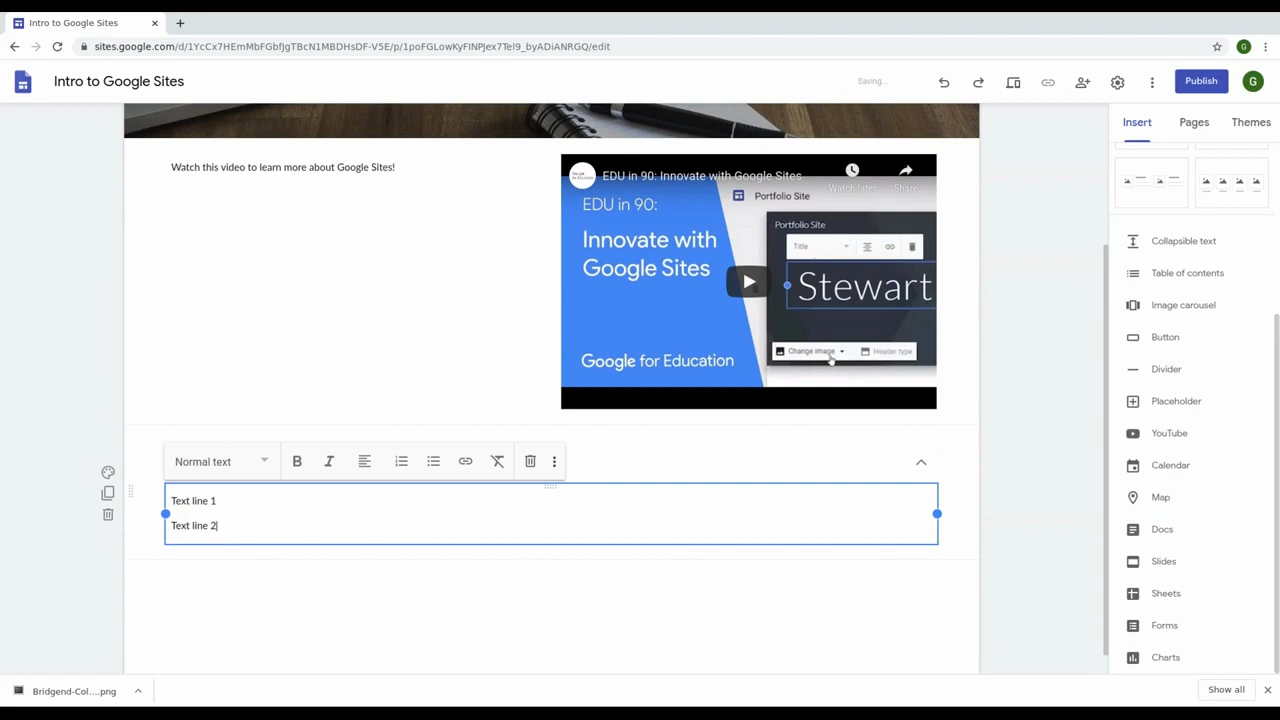 Intro to Google Sites
sites.google.com/d/1YcCx7HEmMbFGbfJgTBcN1MBDHsDF-V5E/p/1poFGLowKyFINPJex7Tel9_byADiANRGQ/edit
G
Intro to Google Sites
Saving...
Publish
G
Insert
Pages
Themes
Watch this video to learn more about Google Sites!
Google for Education
EDU in 90: Innovate with Google Sites
Watch later
Share
Portfolio Site
EDU in 90:
Innovate with
Google Sites
Portfolio Site
Title
Stewart
Change image
Header type
Google for Education
Collapsible text
Table of contents
Image carousel
Button
Divider
Placeholder
YouTube
Calendar
Map
Docs
Slides
Sheets
Forms
Charts
Normal text
B
I
Text line 1
Text line 2
Bridgend-Col....png
Show all